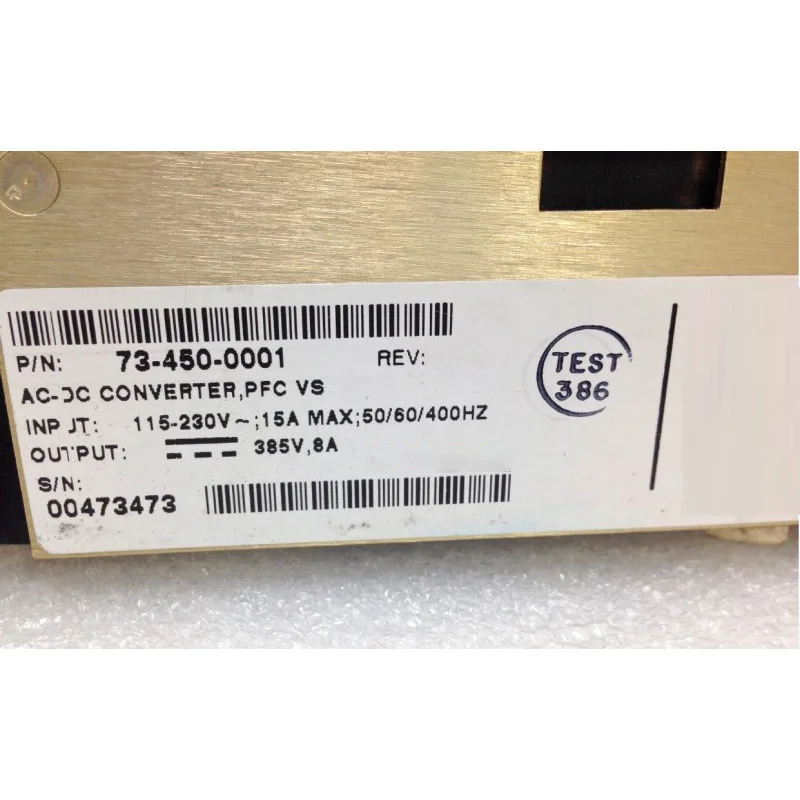 P/N: 73-450-0001 REV:
AC-DC CONVERTER,PFC VS
INPUT: 115-230V~;15A MAX;50/60/400HZ
OUTPUT: 385V,8A
S/N:
00473473
TEST
386